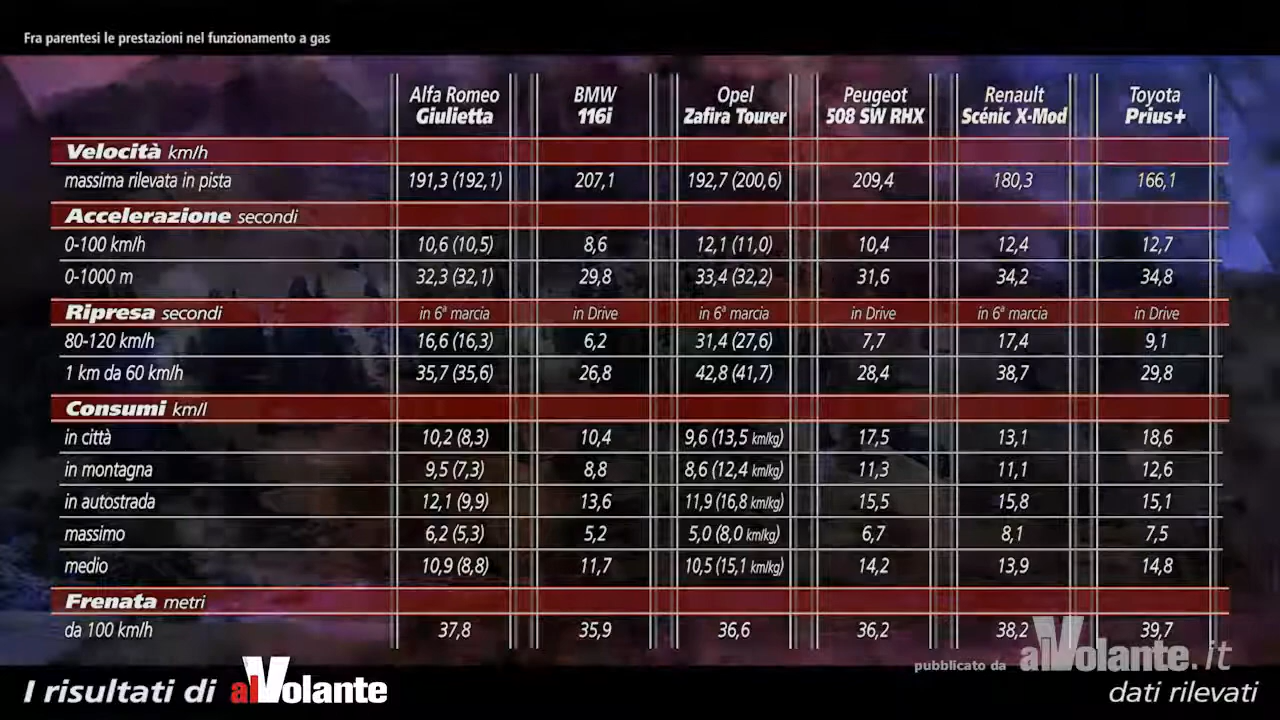 Fra parentesi le prestazioni nel funzionamento a gas
Alfa Romeo Giulietta BMW 116i Opel Zafira Tourer Peugeot 508 SW RHX Renault Scénic X-Mod Toyota Prius+
Velocità km/h
massima rilevata in pista 191,3 (192,1) 207,1 192,7 (200,6) 209,4 180,3 166,1
Accelerazione secondi
0-100 km/h 10,6 (10,5) 8,6 12,1 (11,0) 10,4 12,4 12,7
0-1000 m 32,3 (32,1) 29,8 33,4 (32,2) 31,6 34,2 34,8
Ripresa secondi in 6ª marcia in Drive in 6ª marcia in Drive in 6ª marcia in Drive
80-120 km/h 16,6 (16,3) 6,2 31,4 (27,6) 7,7 17,4 9,1
1 km da 60 km/h 35,7 (35,6) 26,8 42,8 (41,7) 28,4 38,7 29,8
Consumi km/l
in città 10,2 (8,3) 10,4 9,6 (13,5 km/kg) 17,5 13,1 18,6
in montagna 9,5 (7,3) 8,8 8,6 (12,4 km/kg) 11,3 11,1 12,6
in autostrada 12,1 (9,9) 13,6 11,9 (16,8 km/kg) 15,5 15,8 15,1
massimo 6,2 (5,3) 5,2 5,0 (8,0 km/kg) 6,7 8,1 7,5
medio 10,9 (8,8) 11,7 10,5 (15,1 km/kg) 14,2 13,9 14,8
Frenata metri
da 100 km/h 37,8 35,9 36,6 36,2 38,2 39,7
pubblicato da alVolante.it
I risultati di alVolante dati rilevati